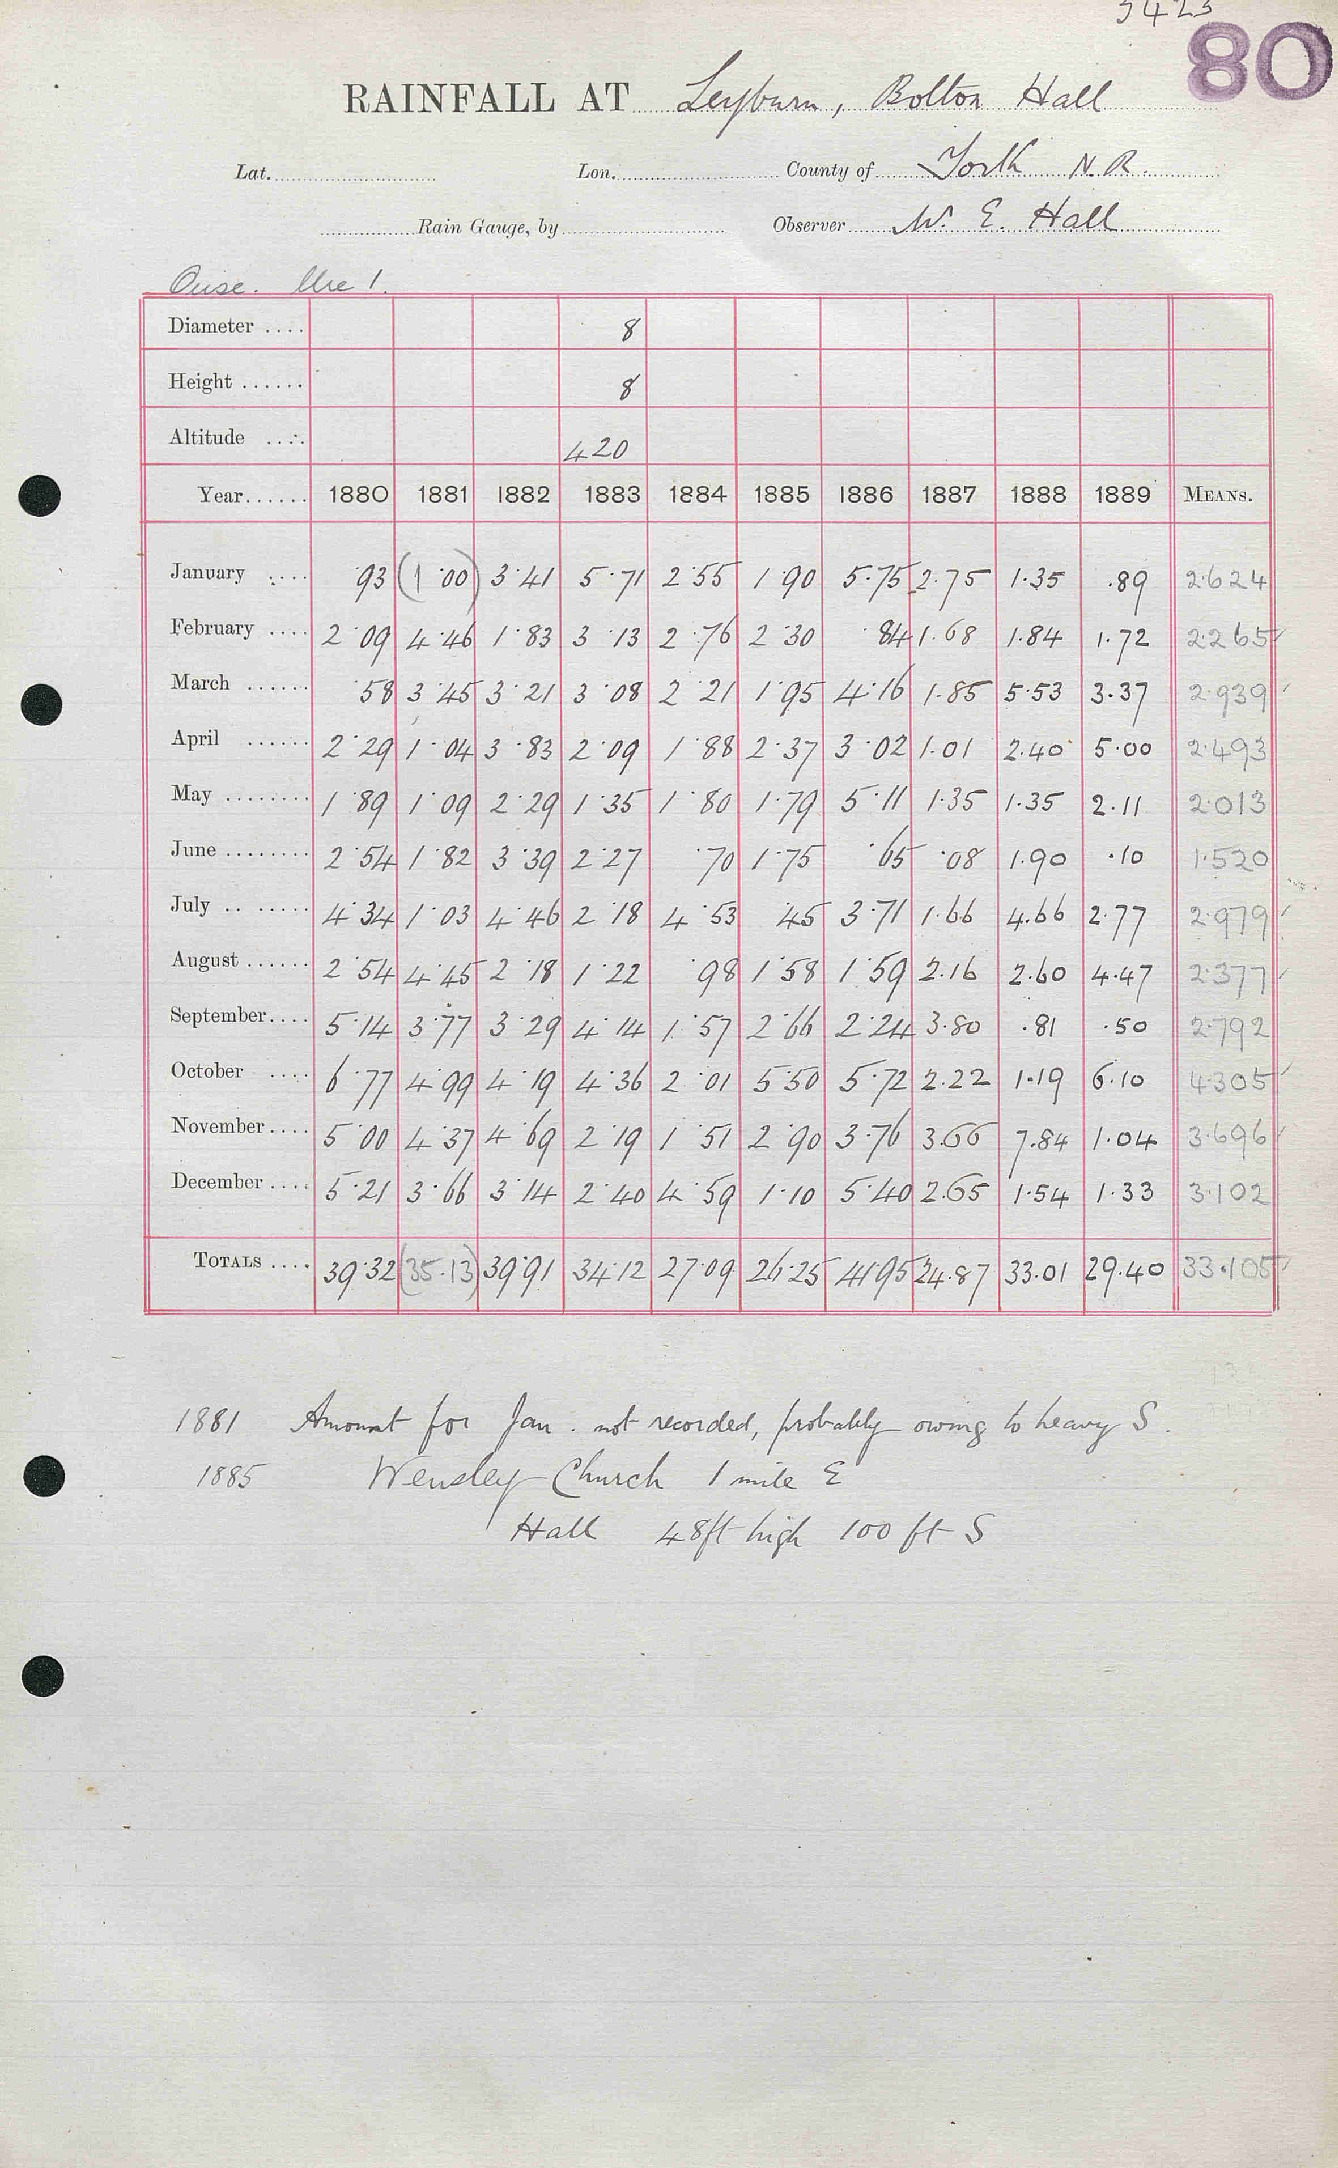 3423
80
RAINFALL AT Leyburn, Bolton Hall
Lat. Lon. County of York N.R.
Rain Gauge, by Observer W. E. Hall
Ouse. Ure 1.
Diameter .... 8
Height ...... 8
Altitude .... 420
Year...... 1880 1881 1882 1883 1884 1885 1886 1887 1888 1889 MEANS.
January .... ·93 (1·00) 3·41 5·71 2·55 1·90 5·75 2·75 1·35 .89 2·624
February .... 2·09 4·46 1·83 3·13 2·76 2·30 ·84 1.68 1.84 1.72 2·265
March ...... ·58 3·45 3·21 3·08 2·21 1·95 4·16 1.85 5·53 3.37 2·939
April ...... 2·29 1·04 3·83 2·09 1·88 2·37 3·02 1.01 2.40 5·00 2·493
May ........ 1·89 1·09 2·29 1·35 1·80 1·79 5·11 1·35 1·35 2.11 2·013
June ........ 2·54 1·82 3·39 2·27 ·70 1·75 ·65 ·08 1.90 ·10 1·520
July .. ...... 4·34 1·03 4·46 2·18 4·53 ·45 3·71 1.66 4.66 2.77 2·979
August ...... 2·54 4·45 2·18 1·22 ·98 1·58 1·59 2.16 2.60 4.47 2·377
September.... 5·14 3·77 3·29 4·14 1·57 2·66 2·24 3.80 .81 .50 2·792
October .... 6·77 4·99 4·19 4·36 2·01 5·50 5·72 2.22 1.19 6.10 4·305
November.... 5·00 4·37 4·69 2·19 1·51 2·90 3·76 3.66 7.84 1.04 3·696
December .... 5·21 3·66 3·14 2·40 4·59 1·10 5·40 2.65 1.54 1.33 3·102
TOTALS .... 39·32 (35·13) 39·91 34·12 27·09 26·25 41·95 24.87 33.01 29.40 33·105
1881 Amount for Jan. not recorded, probably owing to heavy S.
1885 Wensley Church 1 mile E
Hall 48ft high 100 ft S